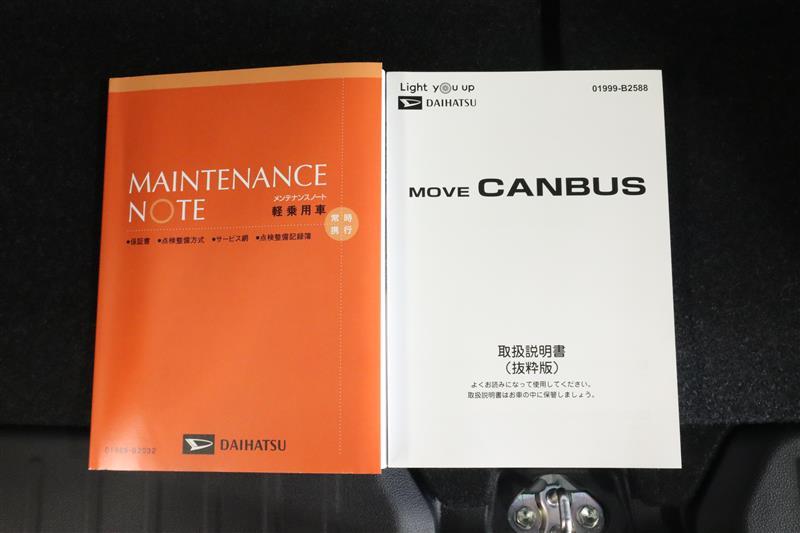 MAINTENANCE
NOTE
メンテナンスノート
軽乗用車
常時
携行
●保証書 ●点検整備方式 ●サービス網 ●点検整備記録簿
DAIHATSU
Light you up
DAIHATSU
01999-B2588
MOVE CANBUS
取扱説明書
（抜粋版）
よくお読みになって使用してください。
取扱説明書はお車の中に保管しましょう。